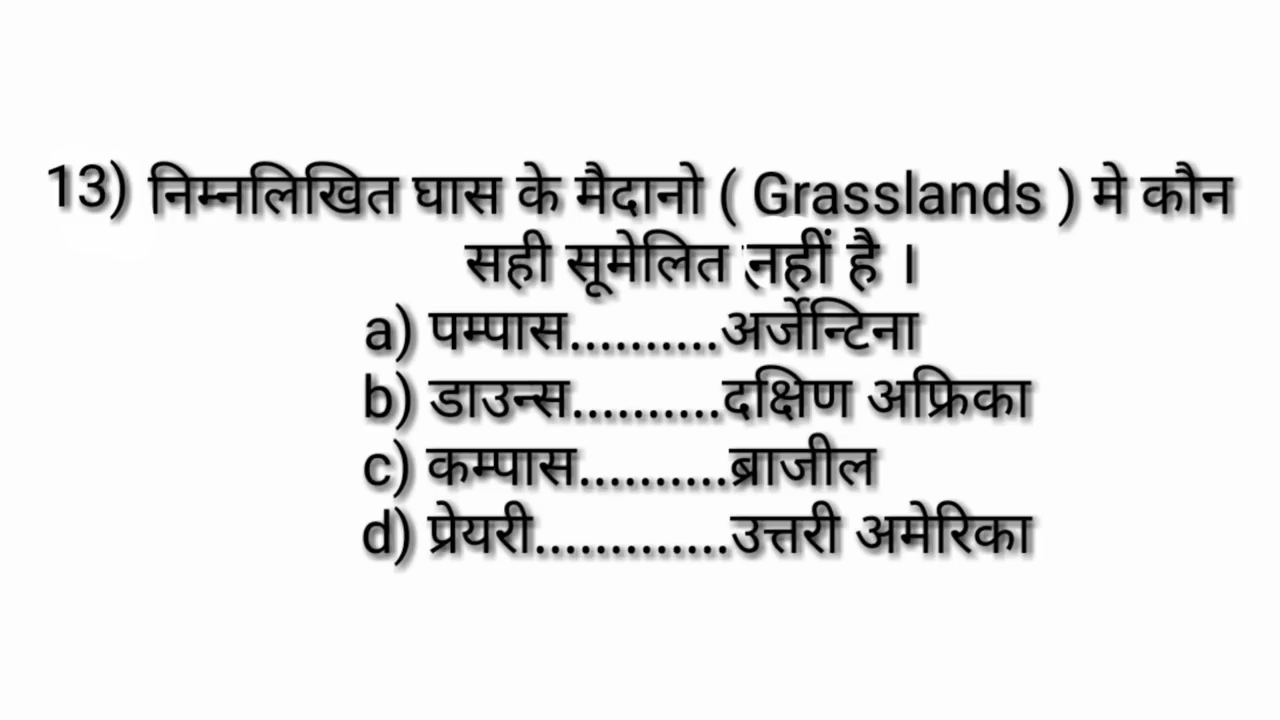 13) निम्नलिखित घास के मैदानो ( Grasslands ) मे कौन
सही सूमेलित नहीं है ।
a) पम्पास..........अर्जेन्टिना
b) डाउन्स..........दक्षिण अफ्रिका
c) कम्पास..........ब्राजील
d) प्रेयरी.............उत्तरी अमेरिका